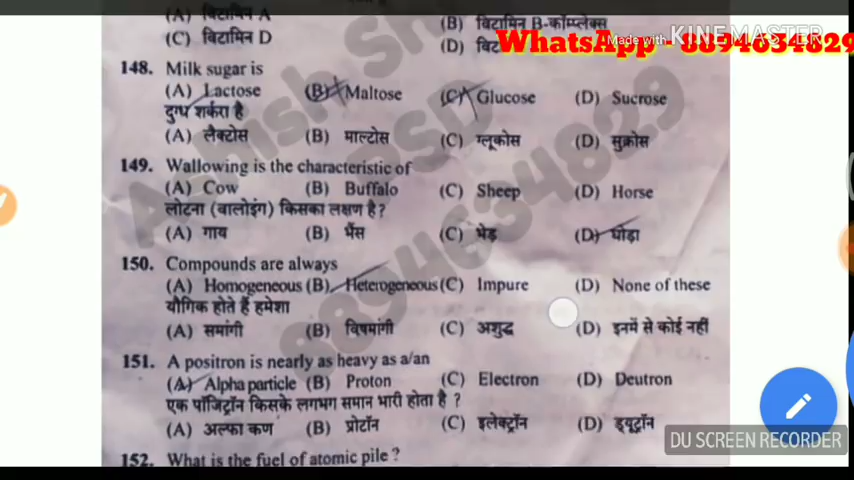 (A) विटामिन A
(B) विटामिन B-कॉम्प्लेक्स
(C) विटामिन D
(D)
WhatsApp - 8894634829
Made with KINEMASTER
148. Milk sugar is
(A) Lactose (B) Maltose (C) Glucose (D) Sucrose
दुग्ध शर्करा है
(A) लैक्टोस (B) माल्टोस (C) ग्लूकोस (D) सुक्रोस
149. Wallowing is the characteristic of
(A) Cow (B) Buffalo (C) Sheep (D) Horse
लोटना (वालोइंग) किसका लक्षण है?
(A) गाय (B) भैंस (C) भेड़ (D) घोड़ा
150. Compounds are always
(A) Homogeneous (B) Heterogeneous (C) Impure (D) None of these
यौगिक होते हैं हमेशा
(A) समांगी (B) विषमांगी (C) अशुद्ध (D) इनमें से कोई नहीं
151. A positron is nearly as heavy as a/an
(A) Alpha particle (B) Proton (C) Electron (D) Deutron
एक पॉजिट्रॉन किसके लगभग समान भारी होता है ?
(A) अल्फा कण (B) प्रोटॉन (C) इलेक्ट्रॉन (D) ड्यूट्रॉन
152. What is the fuel of atomic pile ?
DU SCREEN RECORDER
8894634829